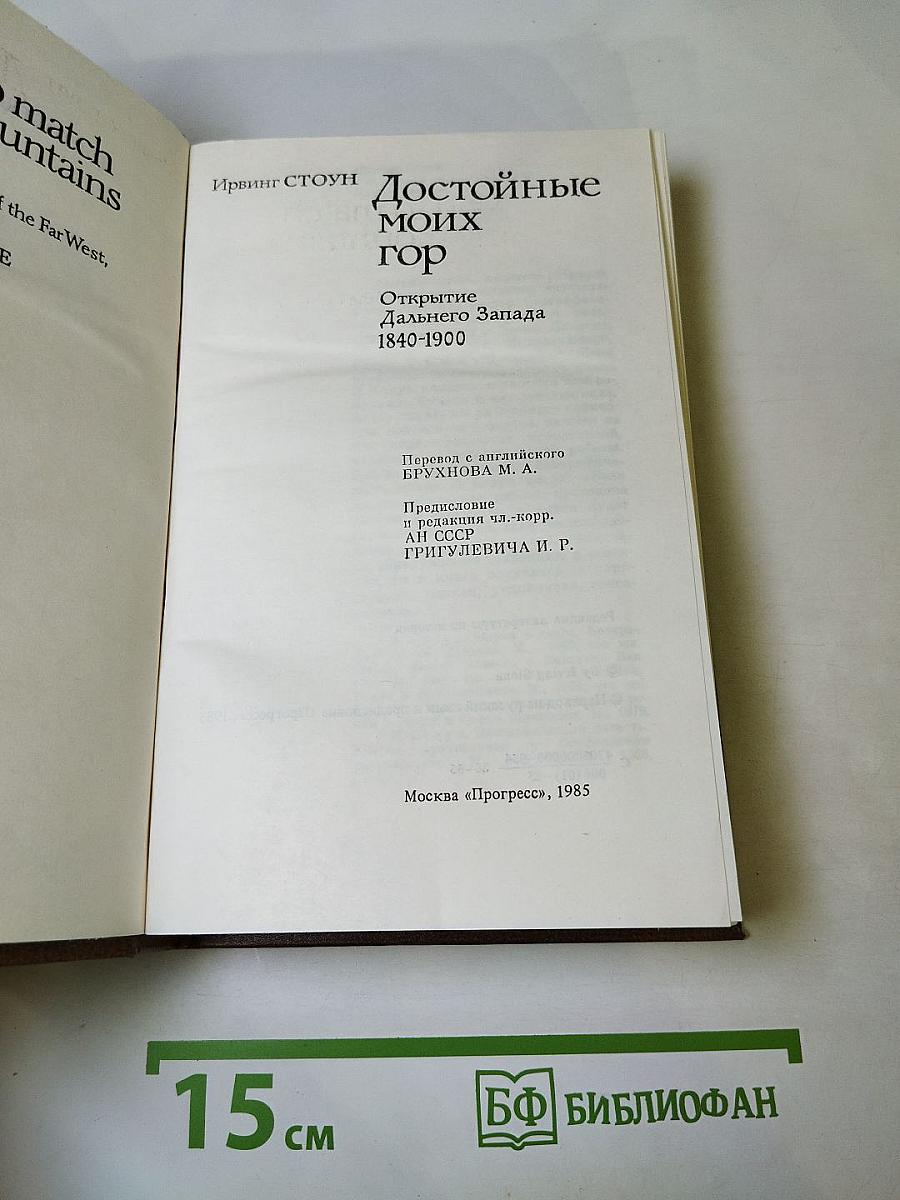 match
untains
f the Far West,
E
Ирвинг СТОУН
Достойные
моих
гор
Открытие
Дальнего Запада
1840-1900
Перевод с английского
БРУХНОВА М. А.
Предисловие
и редакция чл.-корр.
АН СССР
ГРИГУЛЕВИЧА И. Р.
Москва «Прогресс», 1985
15 см
БФ БИБЛИОФАН